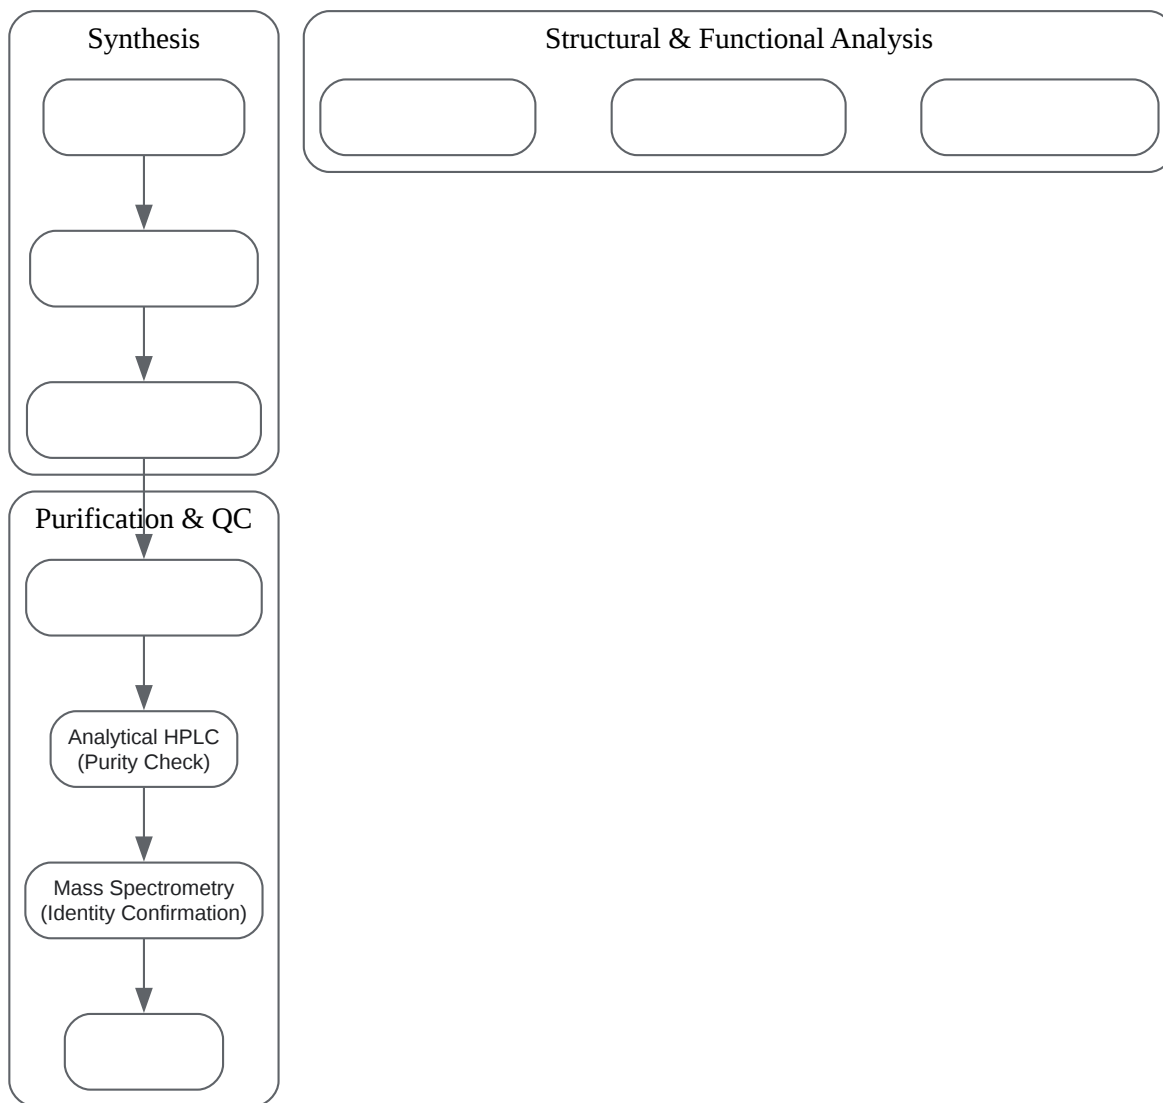 Synthesis
Structural & Functional Analysis
Purification & QC
Analytical HPLC
(Purity Check)
Mass Spectrometry
(Identity Confirmation)